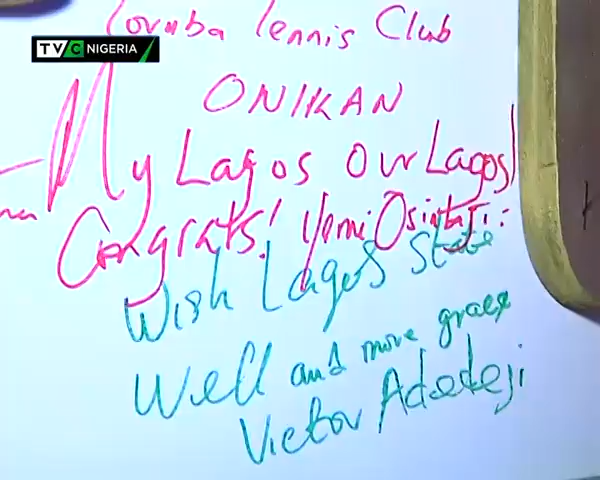 Yoruba Tennis Club
TVC NIGERIA
ONIKAN
My Lagos Our Lagos!
Congrats! Yemi
Wish Lagos State
Well and more grace
Victor Adedeji